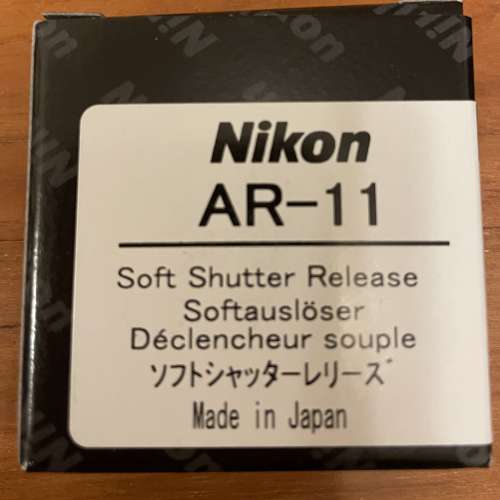 Nikon
AR-11
Soft Shutter Release
Softauslöser
Déclencheur souple
ソフトシャッターレリーズ
Made in Japan